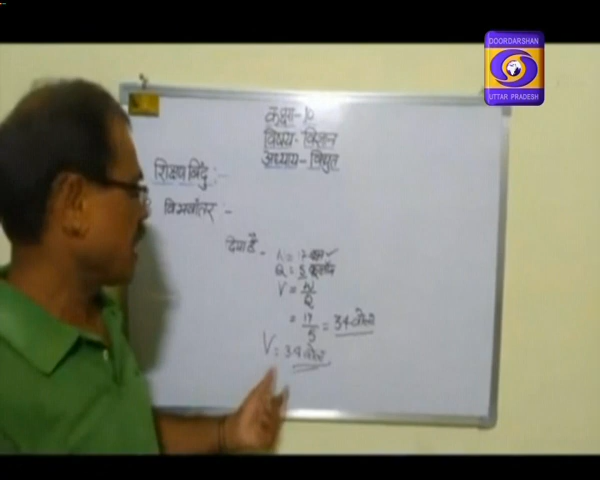 DOORDARSHAN
UTTAR PRADESH
कक्षा-10
विषय- विज्ञान
अध्याय- विद्युत
शिक्षण बिंदु :-
विभवांतर :-
दिया है -
= 17
Q = 5
V = W/Q
= 17/5 = 3.4 वोल्ट
V = 3.4 वोल्ट